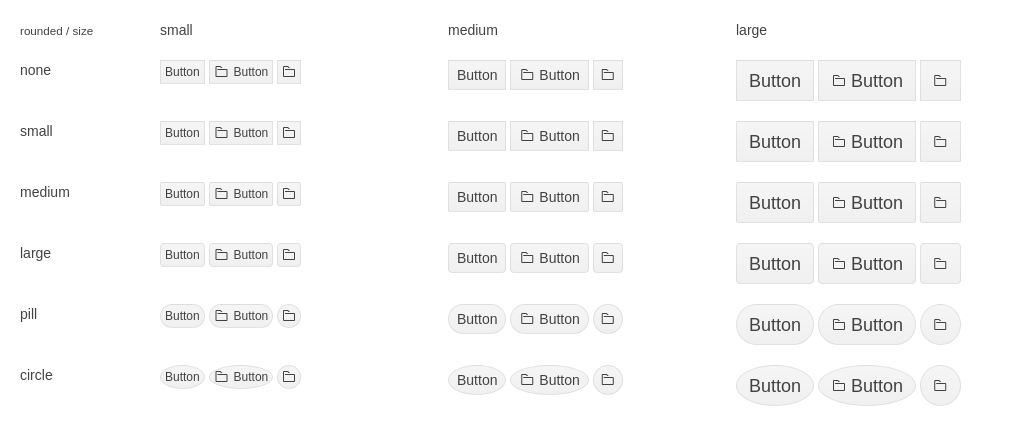 rounded / size small medium large
none Button Button Button Button Button Button
small Button Button Button Button Button Button
medium Button Button Button Button Button Button
large Button Button Button Button Button Button
pill Button Button Button Button Button Button
circle Button Button Button Button Button Button